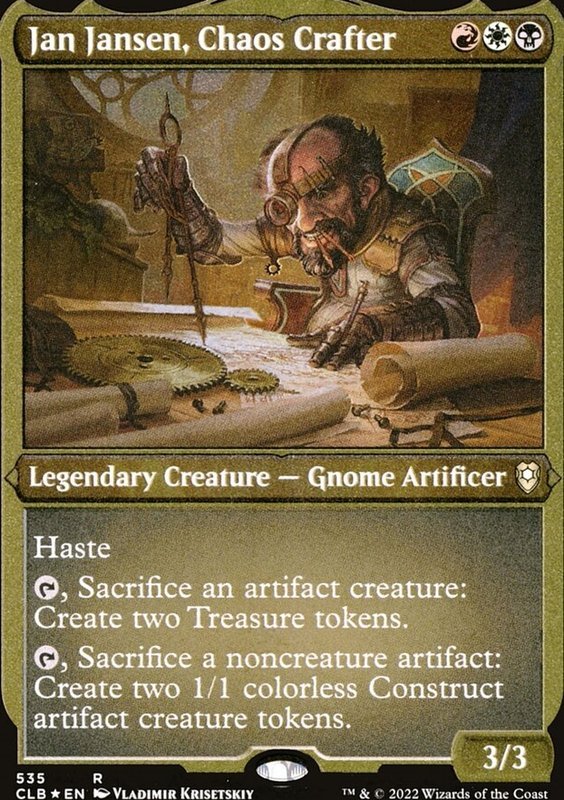 Jan Jansen, Chaos Crafter
Legendary Creature — Gnome Artificer
Haste
, Sacrifice an artifact creature:
Create two Treasure tokens.
, Sacrifice a noncreature artifact:
Create two 1/1 colorless Construct
artifact creature tokens.
3/3
535 R
CLB ★ EN Vladimir Krisetskiy
™ & © 2022 Wizards of the Coast